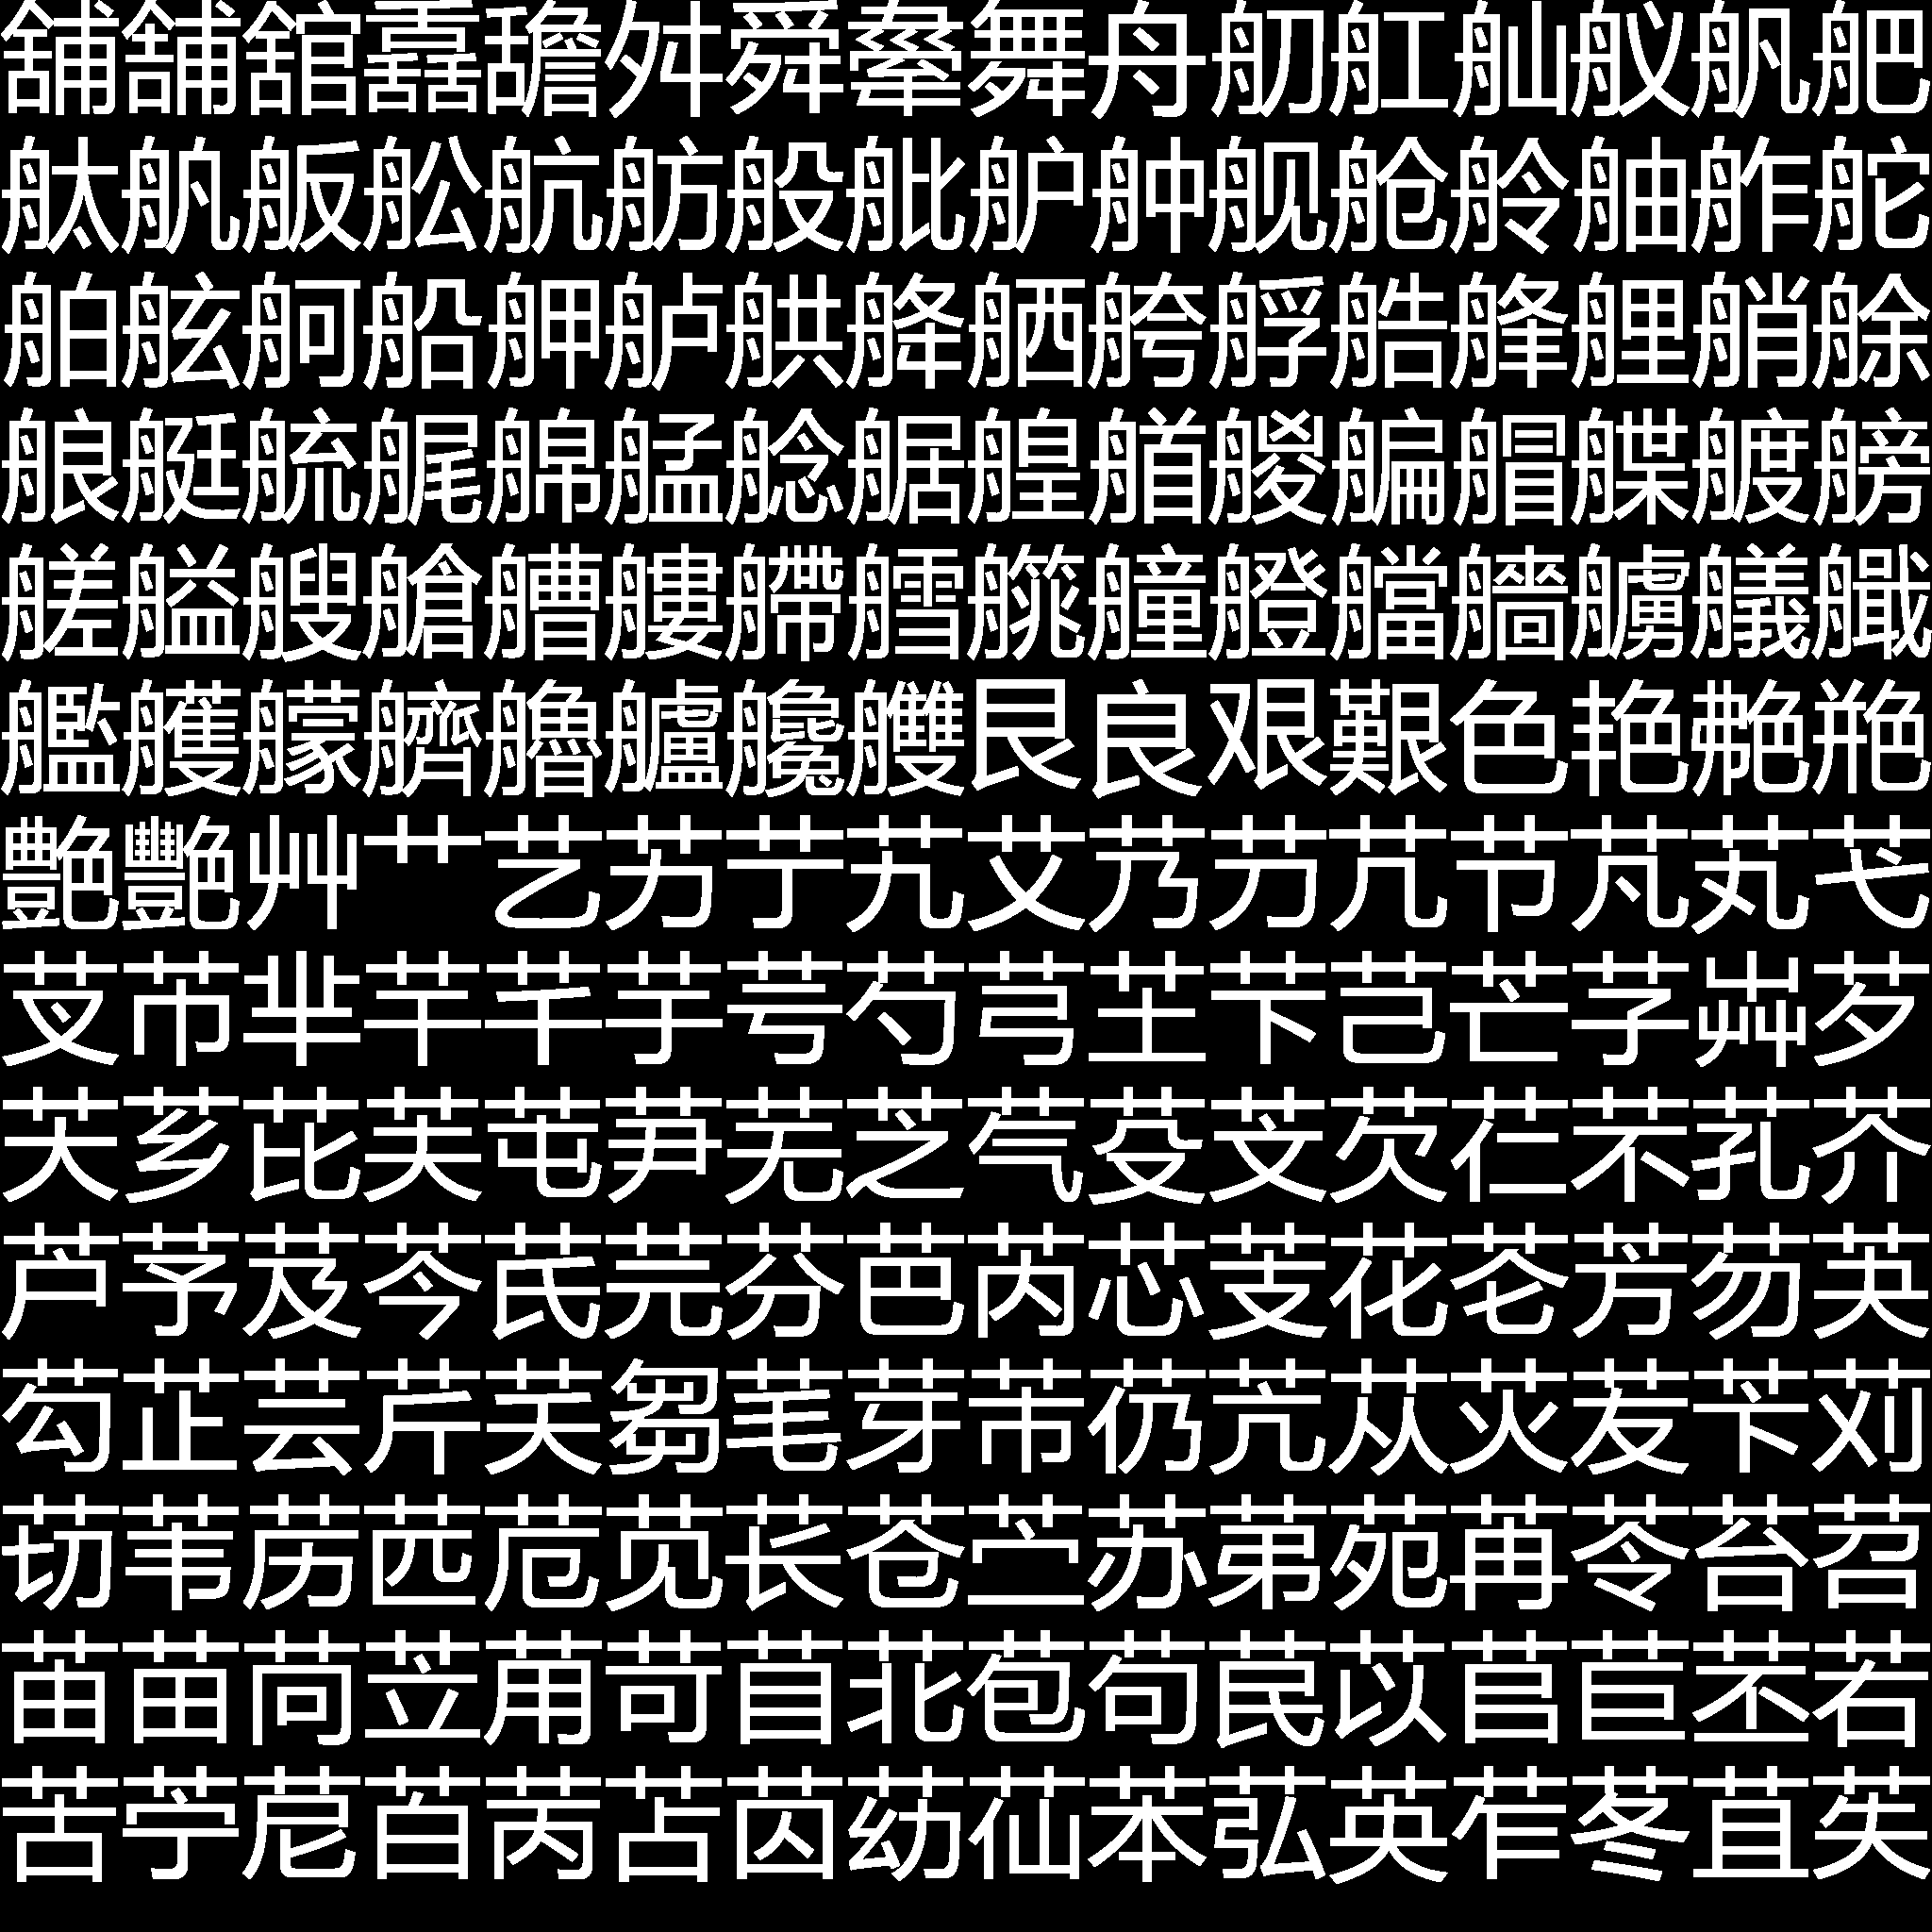 舖舗舘舙舚舛舜舝舞舟舠舡舢舣舤舥
舦舧舨舩航舫般舭舮舯舰舱舲舳舴舵
舶舷舸船舺舻舼舽舾舿艀艁艂艃艄艅
艆艇艈艉艊艋艌艍艎艏艐艑艒艓艔艕
艖艗艘艙艚艛艜艝艞艟艠艡艢艣艤艥
艦艧艨艩艪艫艬艭艮良艰艱色艳艴艵
艶艷艸艹艺艻艼艽艾艿芀芁节芃芄芅
芆芇芈芉芊芋芌芍芎芏芐芑芒芓芔芕
芖芗芘芙芚芛芜芝芞芟芠芡芢芣芤芥
芦芧芨芩芪芫芬芭芮芯芰花芲芳芴芵
芶芷芸芹芺芻芼芽芾芿苀苁苂苃苄苅
苆苇苈苉苊苋苌苍苎苏苐苑苒苓苔苕
苖苗苘苙苚苛苜苝苞苟苠苡苢苣苤若
苦苧苨苩苪苫苬苭苮苯苰英苲苳苴苵